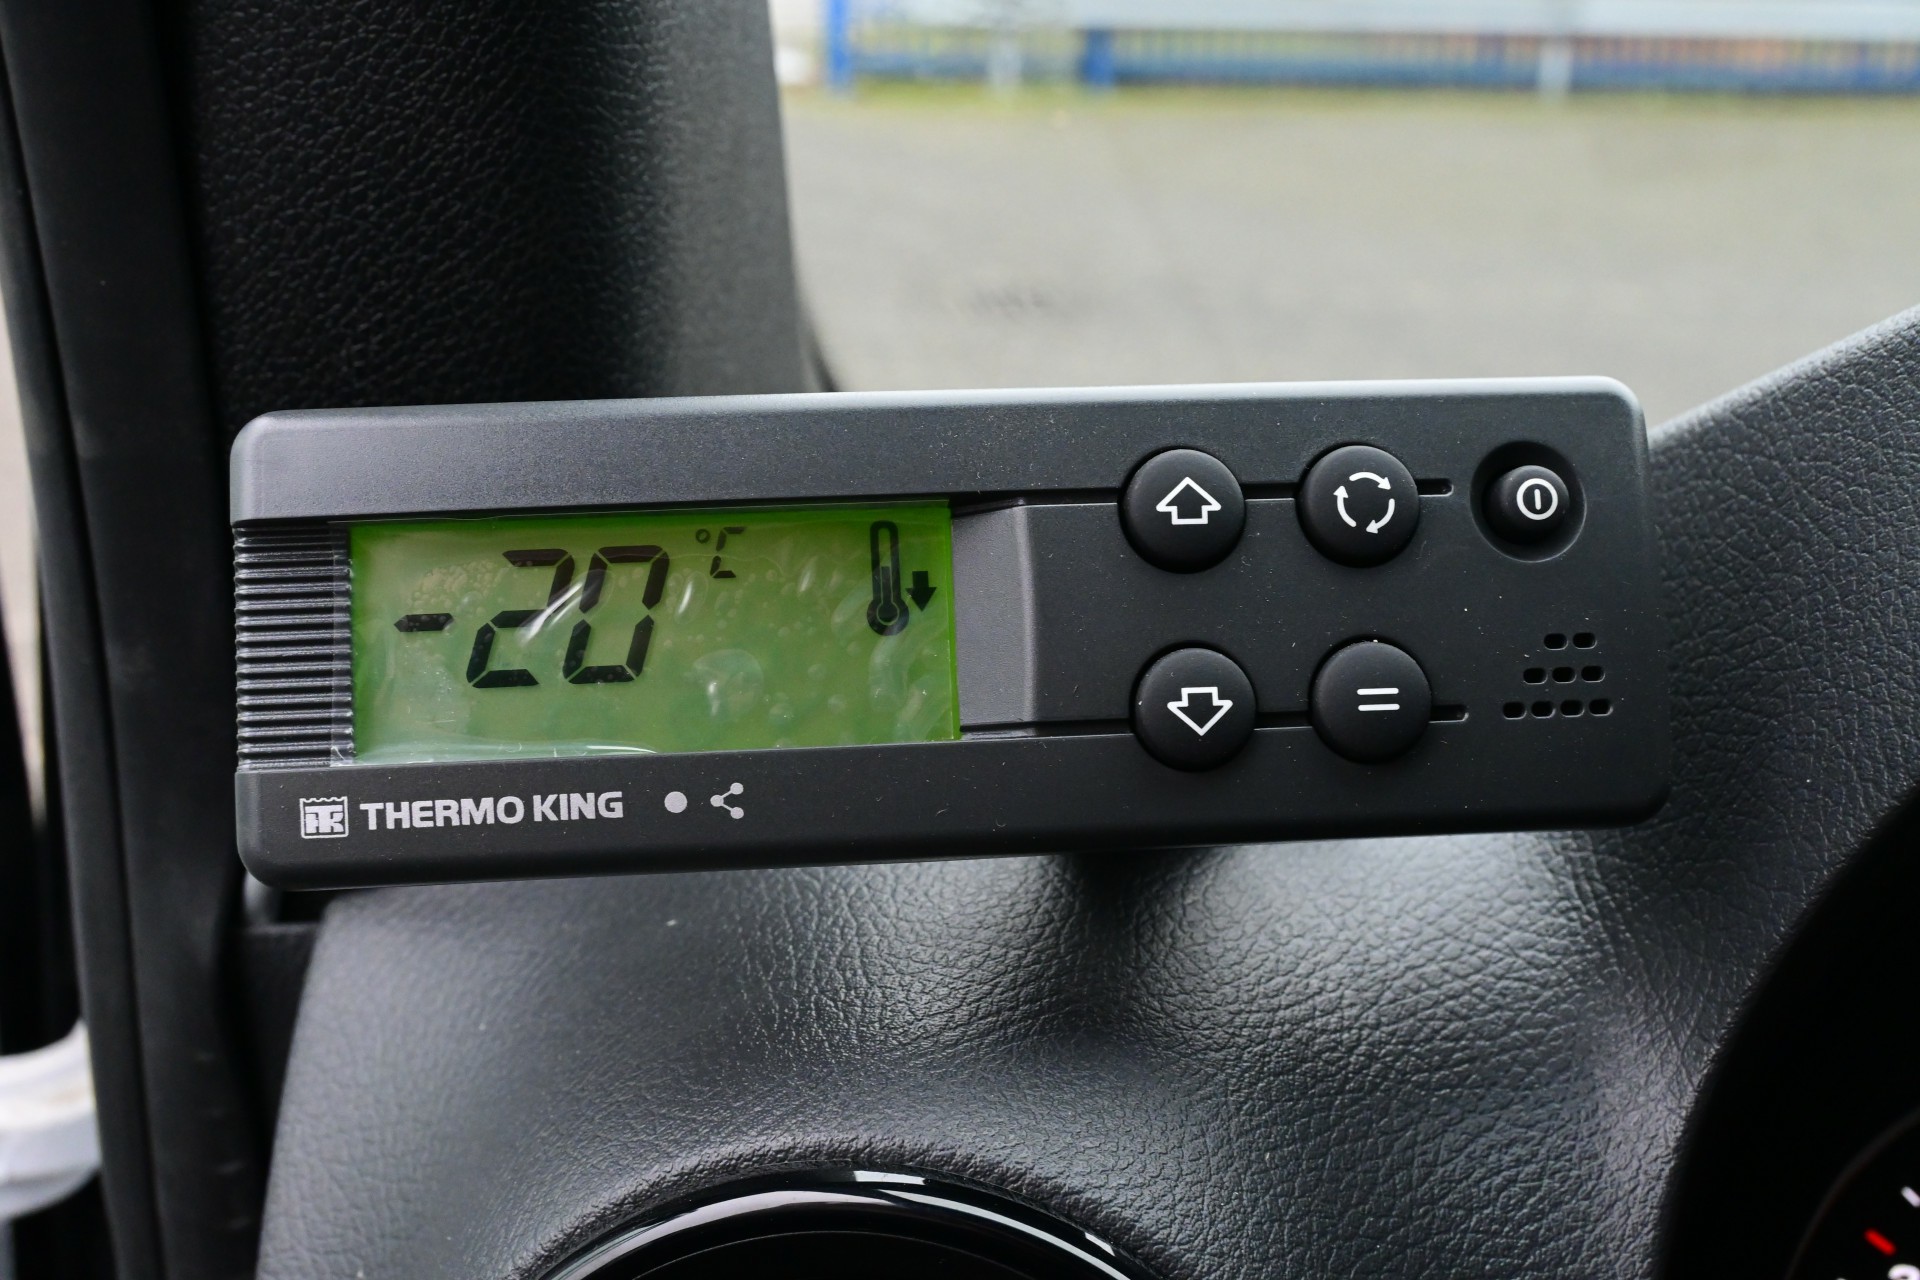 -20 °C
THERMO KING